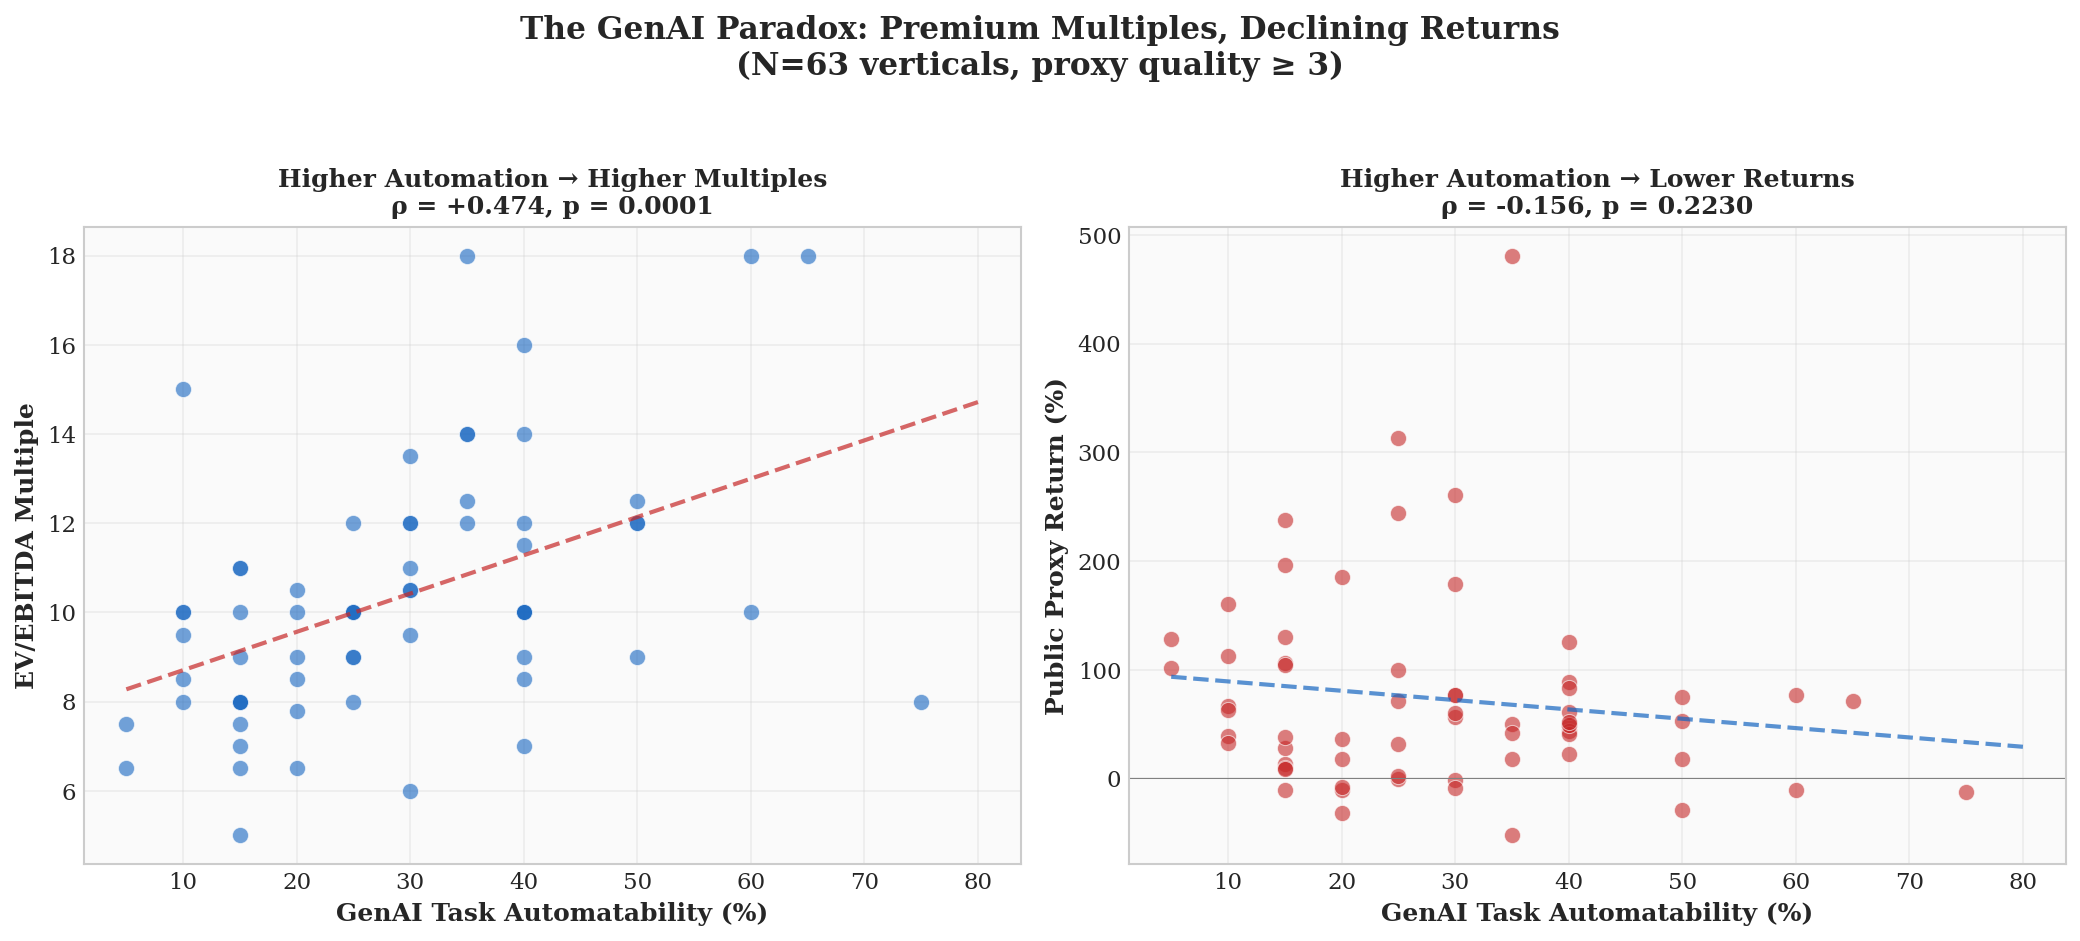 The GenAI Paradox: Premium Multiples, Declining Returns
(N=63 verticals, proxy quality ≥ 3)
Higher Automation → Higher Multiples
ρ = +0.474, p = 0.0001
EV/EBITDA Multiple
18
16
14
12
10
8
6
10 20 30 40 50 60 70 80
GenAI Task Automatability (%)
Higher Automation → Lower Returns
ρ = -0.156, p = 0.2230
Public Proxy Return (%)
500
400
300
200
100
0
10 20 30 40 50 60 70 80
GenAI Task Automatability (%)